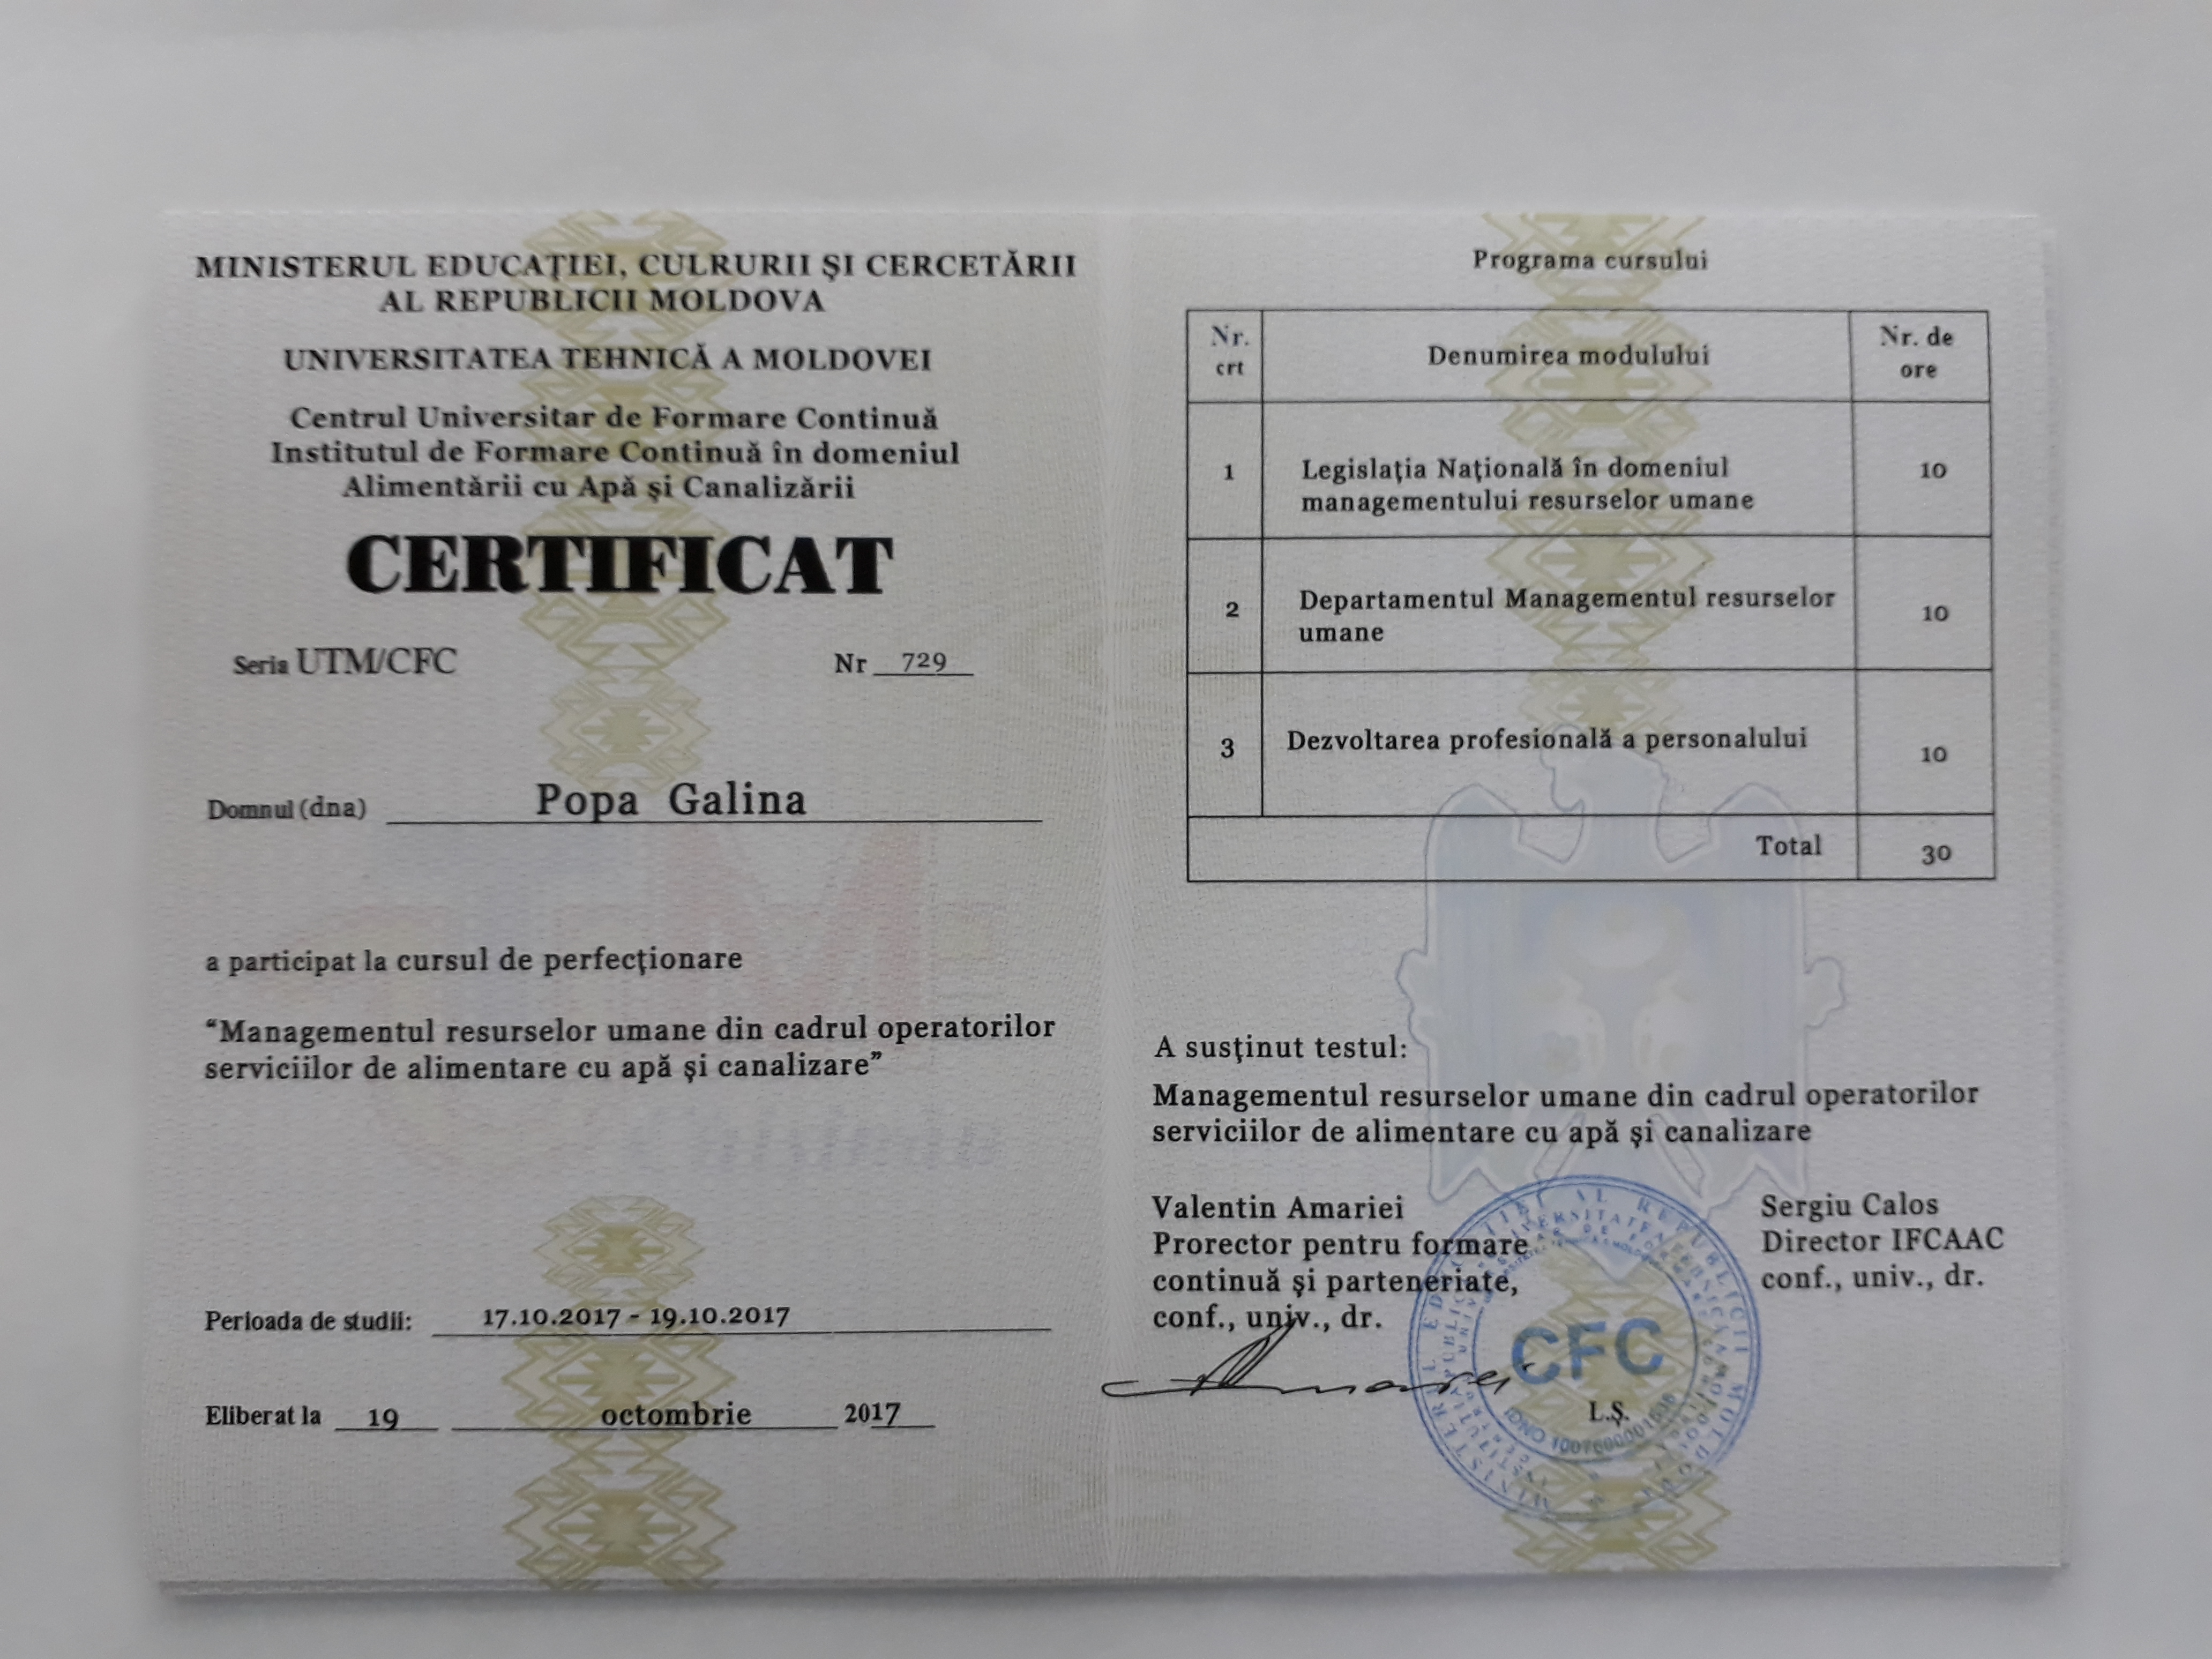 MINISTERUL EDUCAŢIEI, CULRURII ŞI CERCETĂRII
AL REPUBLICII MOLDOVA
UNIVERSITATEA TEHNICĂ A MOLDOVEI
Centrul Universitar de Formare Continuă
Institutul de Formare Continuă în domeniul
Alimentării cu Apă şi Canalizării
CERTIFICAT
Seria UTM/CFC Nr 729
Domnul (dna) Popa Galina
a participat la cursul de perfecţionare
“Managementul resurselor umane din cadrul operatorilor
serviciilor de alimentare cu apă şi canalizare”
Perioada de studii: 17.10.2017 - 19.10.2017
Eliberat la 19 octombrie 2017
Programa cursului
Nr. crt Denumirea modulului Nr. de ore
1 Legislaţia Naţională în domeniul
managementului resurselor umane 10
2 Departamentul Managementul resurselor
umane 10
3 Dezvoltarea profesională a personalului 10
Total 30
A susţinut testul:
Managementul resurselor umane din cadrul operatorilor
serviciilor de alimentare cu apă şi canalizare
Valentin Amariei
Prorector pentru formare
continuă şi parteneriate,
conf., univ., dr.
Sergiu Calos
Director IFCAAC
conf., univ., dr.
CFC
L.Ş.